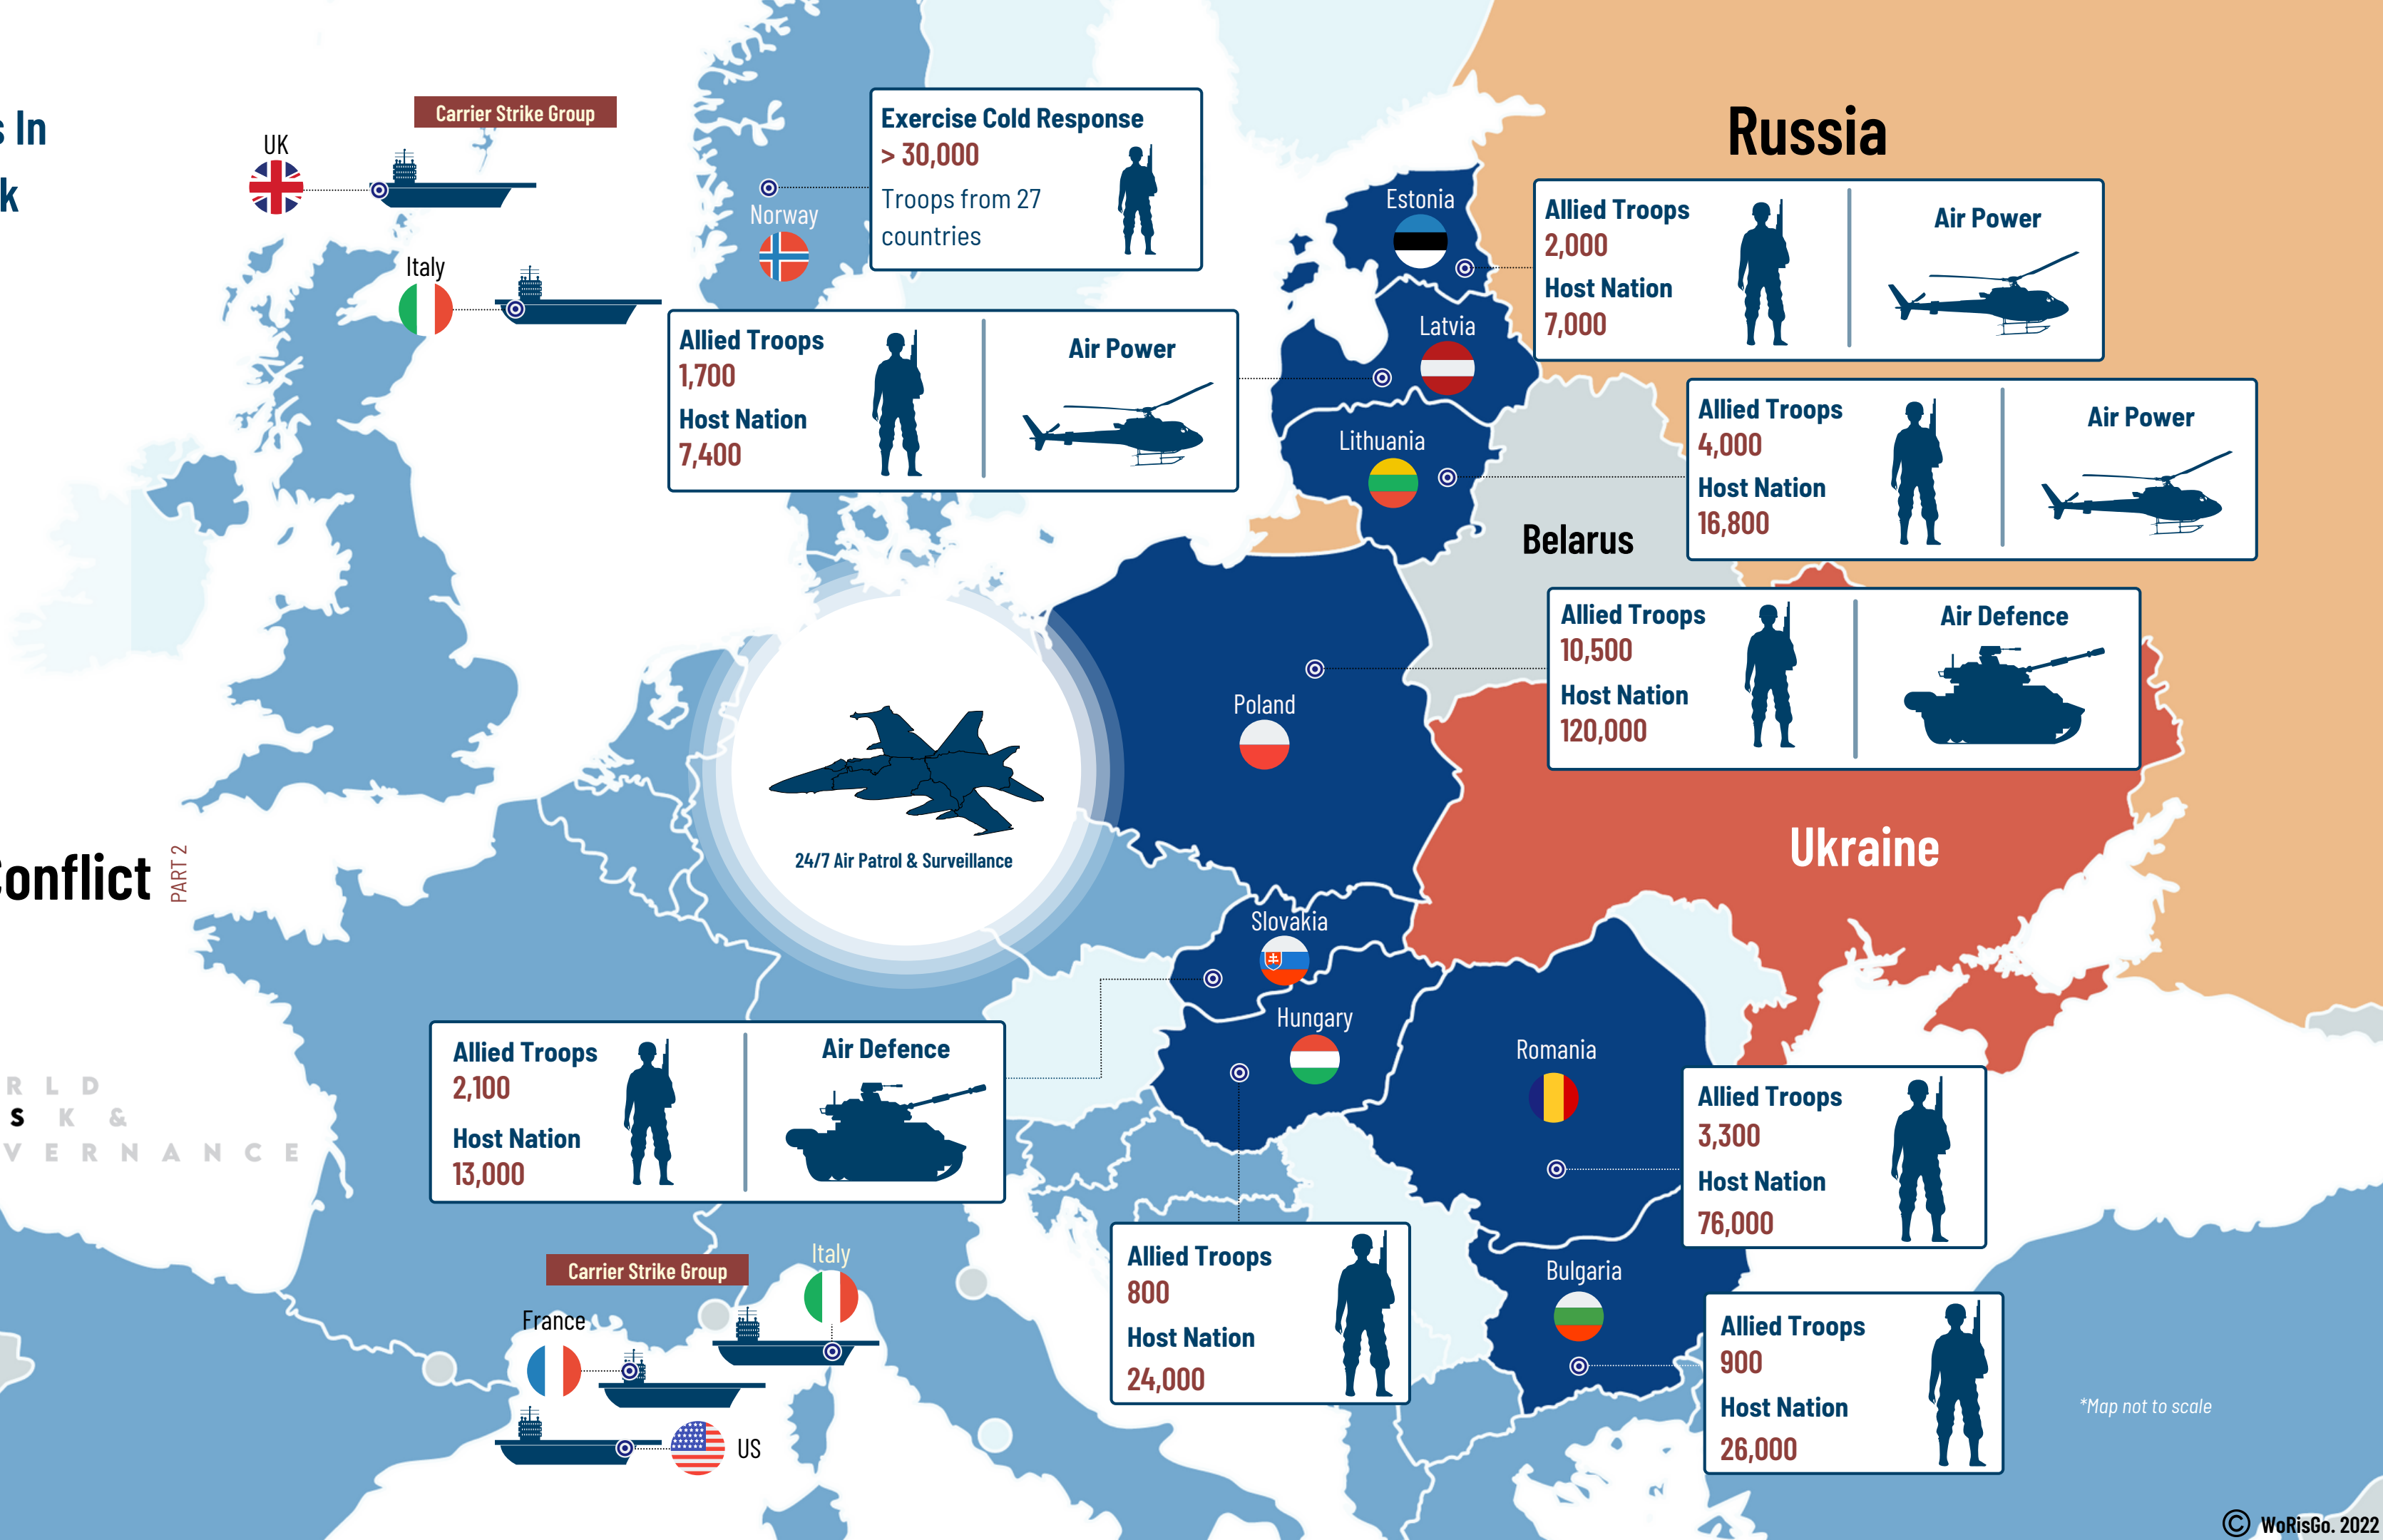 s In
k
Carrier Strike Group
UK
Italy
Exercise Cold Response
> 30,000
Troops from 27
countries
Norway
Russia
Estonia
Allied Troops
2,000
Host Nation
7,000
Air Power
Latvia
Allied Troops
1,700
Host Nation
7,400
Air Power
Lithuania
Allied Troops
4,000
Host Nation
16,800
Air Power
Belarus
Poland
Allied Troops
10,500
Host Nation
120,000
Air Defence
24/7 Air Patrol & Surveillance
Ukraine
onflict
PART 2
Slovakia
Allied Troops
2,100
Host Nation
13,000
Air Defence
Hungary
Allied Troops
800
Host Nation
24,000
Romania
Allied Troops
3,300
Host Nation
76,000
Bulgaria
Allied Troops
900
Host Nation
26,000
RLD
S K &
VERNANCE
Carrier Strike Group
Italy
France
US
*Map not to scale
© WoRisGo. 2022